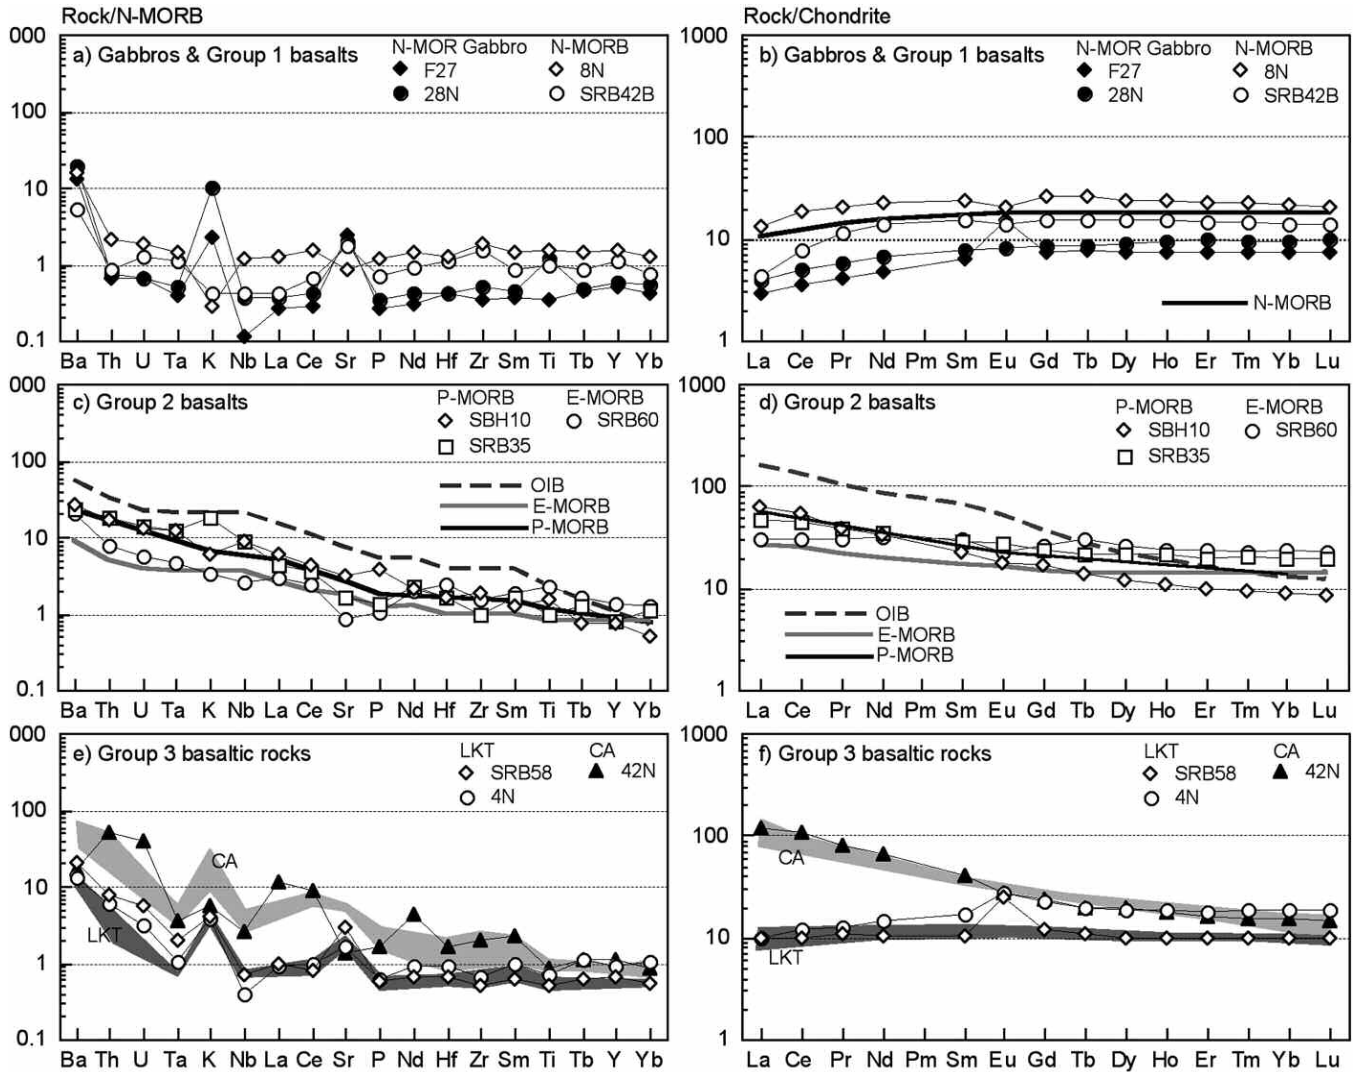 Rock/N-MORB
000
a) Gabbros & Group 1 basalts
N-MOR Gabbro
N-MORB
F27
8N
28N
SRB42B
100
10
1
0.1
Ba Th U Ta K Nb La Ce Sr P Nd Hf Zr Sm Ti Tb Y Yb
Rock/Chondrite
1000
b) Gabbros & Group 1 basalts
N-MOR Gabbro
N-MORB
F27
8N
28N
SRB42B
100
10
N-MORB
1
La Ce Pr Nd Pm Sm Eu Gd Tb Dy Ho Er Tm Yb Lu
000
c) Group 2 basalts
P-MORB
E-MORB
SBH10
SRB60
SRB35
100
OIB
E-MORB
P-MORB
10
1
0.1
Ba Th U Ta K Nb La Ce Sr P Nd Hf Zr Sm Ti Tb Y Yb
1000
d) Group 2 basalts
P-MORB
E-MORB
SBH10
SRB60
SRB35
100
10
OIB
E-MORB
P-MORB
1
La Ce Pr Nd Pm Sm Eu Gd Tb Dy Ho Er Tm Yb Lu
000
e) Group 3 basaltic rocks
LKT
CA
SRB58
42N
4N
100
CA
10
LKT
1
0.1
Ba Th U Ta K Nb La Ce Sr P Nd Hf Zr Sm Ti Tb Y Yb
1000
f) Group 3 basaltic rocks
LKT
CA
SRB58
42N
4N
100
CA
10
LKT
1
La Ce Pr Nd Pm Sm Eu Gd Tb Dy Ho Er Tm Yb Lu